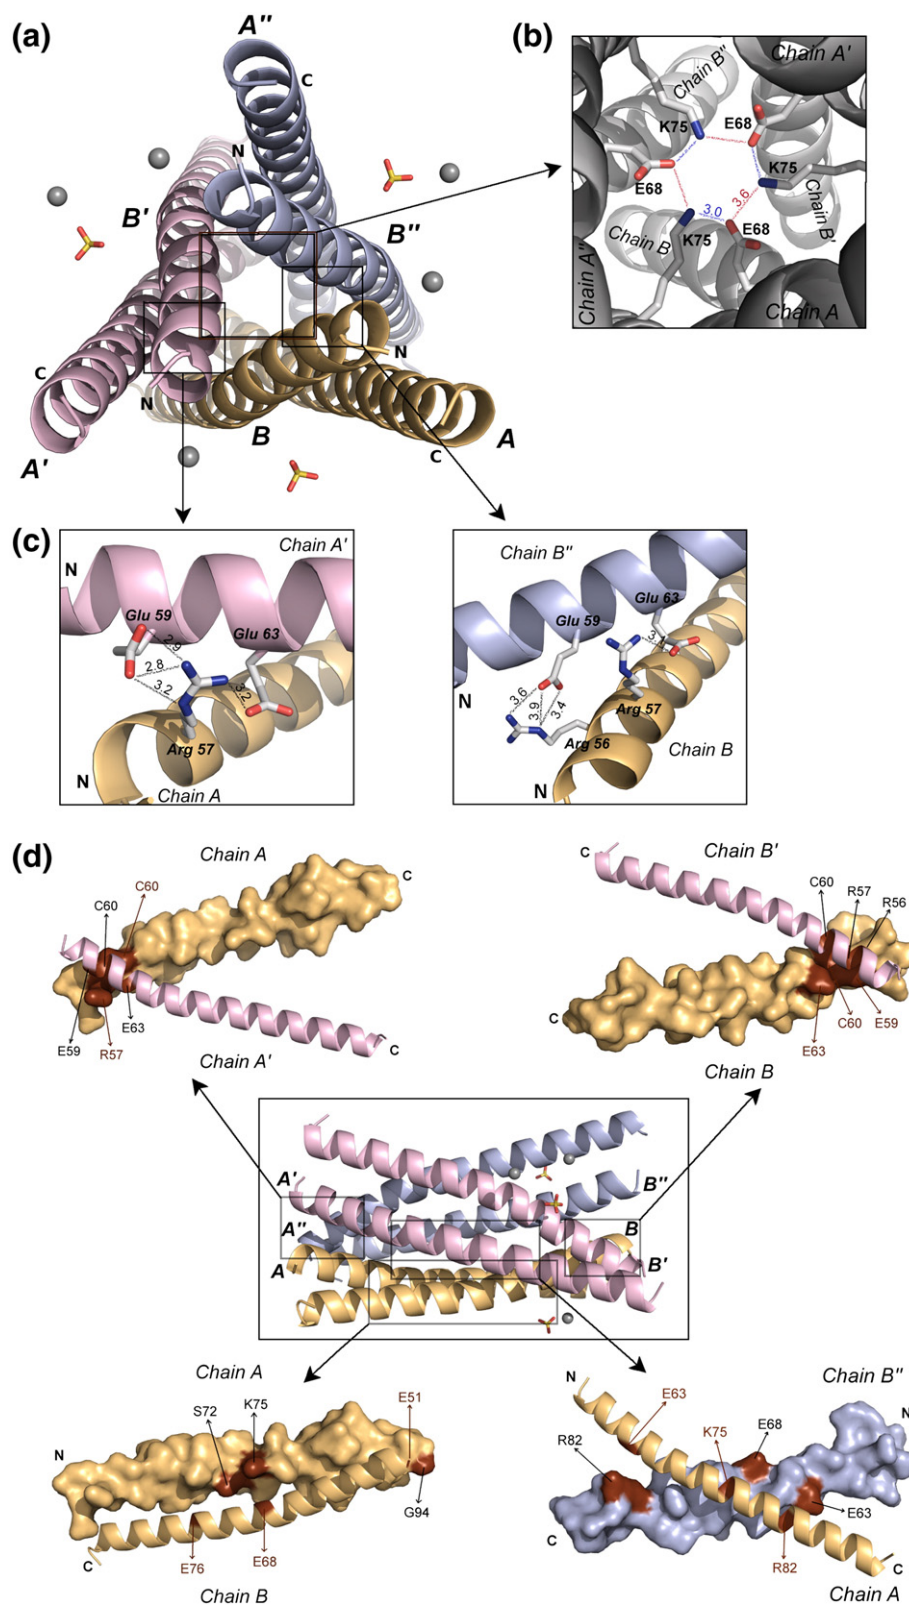 (a)
A''
C
N
B'
B''
N
C
N
B
A
C
A'
(b)
Chain A'
Chain B''
K75
E68
E68
K75
3.6
3.0
Chain B
K75
E68
Chain B'
Chain A''
Chain A
(c)
Chain A'
N
Glu 59
Glu 63
2.9
2.8
3.2
3.2
Arg 57
N
Chain A
Chain B''
Glu 63
Glu 59
N
3.6
3.9
3.4
Arg 57
Arg 56
Chain B
N
(d)
Chain A
C
C60
C60
E59
R57
E63
C
Chain A'
C
Chain B'
C60
R57
R56
C
E63
C60
E59
Chain B
A'
A''
A
B''
B
B'
Chain A
S72
K75
E51
N
G94
C
E76
E68
Chain B
Chain B''
N
E63
E68
N
R82
K75
E63
C
R82
C
Chain A